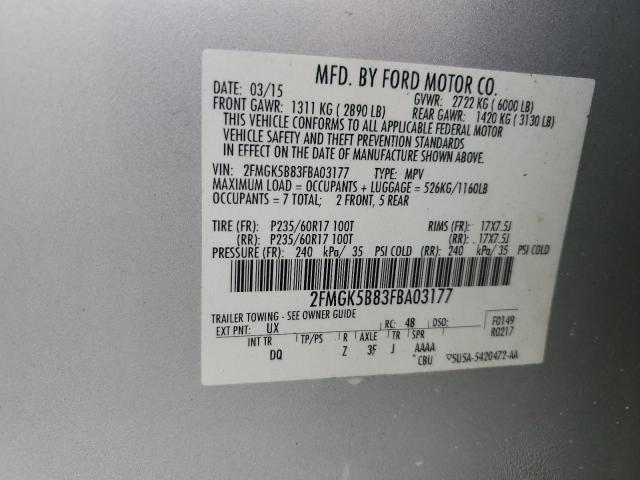 MFD. BY FORD MOTOR CO.
DATE: 03/15 GVWR: 2722 KG (6000 LB)
FRONT GAWR: 1311 KG (2890 LB) REAR GAWR: 1420 KG (3130 LB)
THIS VEHICLE CONFORMS TO ALL APPLICABLE FEDERAL MOTOR
VEHICLE SAFETY AND THEFT PREVENTION STANDARDS
IN EFFECT ON THE DATE OF MANUFACTURE SHOWN ABOVE.
VIN: 2FMGK5B83FBA03177 TYPE: MPV
MAXIMUM LOAD = OCCUPANTS + LUGGAGE = 526KG/1160LB
OCCUPANTS = 7 TOTAL; 2 FRONT, 5 REAR
TIRE (FR): P235/60R17 100T RIMS (FR): 17X7.5J
(RR): P235/60R17 100T (RR): 17X7.5J
PRESSURE (FR): 240 kPa/ 35 PSI COLD (RR): 240 kPa/ 35 PSI COLD
2FMGK5B83FBA03177
TRAILER TOWING - SEE OWNER GUIDE
EXT PNT: UX RC: 48 DSO: F0149
R0217
INT TR TP/PS R AXLE TR SPR
DQ Z 3F J AAAA
CBU 5U5A-5420472-AA